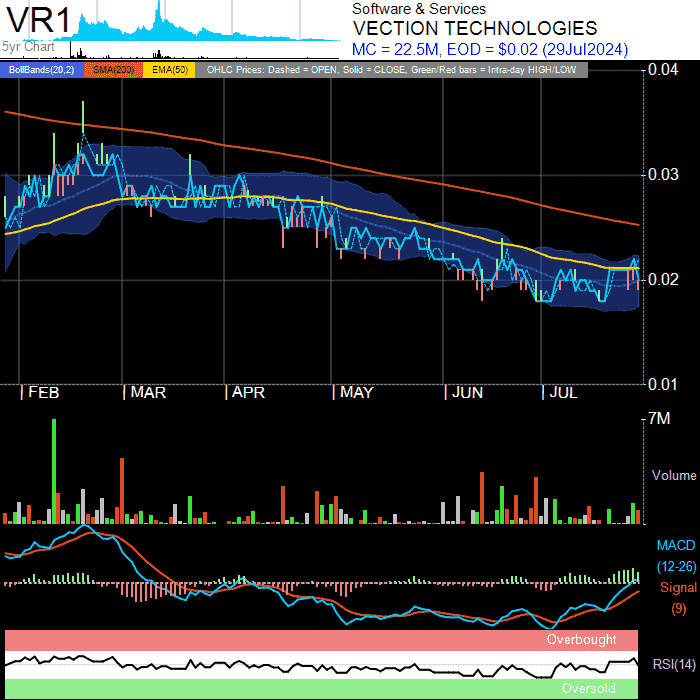 VR1
5yr Chart
Software & Services
VECTION TECHNOLOGIES
MC = 22.5M, EOD = $0.02 (29Jul2024)
BollBands(20,2) SMA(200) EMA(50) OHLC Prices: Dashed = OPEN, Solid = CLOSE, Green/Red bars = Intra-day HIGH/LOW
0.04
0.03
0.02
0.01
FEB MAR APR MAY JUN JUL
7M
Volume
MACD
(12-26)
Signal
(9)
Overbought
RSI(14)
Oversold